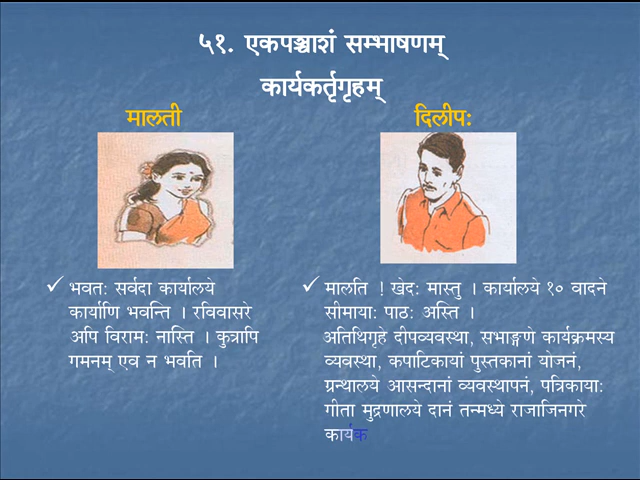 ५१. एकपञ्चाशं सम्भाषणम्
कार्यकर्तृगृहम्
मालती
दिलीपः
भवतः सर्वदा कार्यालये
कार्याणि भवन्ति । रविवासरे
अपि विरामः नास्ति । कुत्रापि
गमनम् एव न भवति ।
मालति ! खेदः मास्तु । कार्यालये १० वादने
सीमायाः पाठः अस्ति ।
अतिथिगृहे दीपव्यवस्था, सभाङ्गणे कार्यक्रमस्य
व्यवस्था, कपाटिकायां पुस्तकानां योजनं,
ग्रन्थालये आसन्दानां व्यवस्थापनं, पत्रिकायाः
गीता मुद्रणालये दानं तन्मध्ये राजाजिनगरे
कार्यक